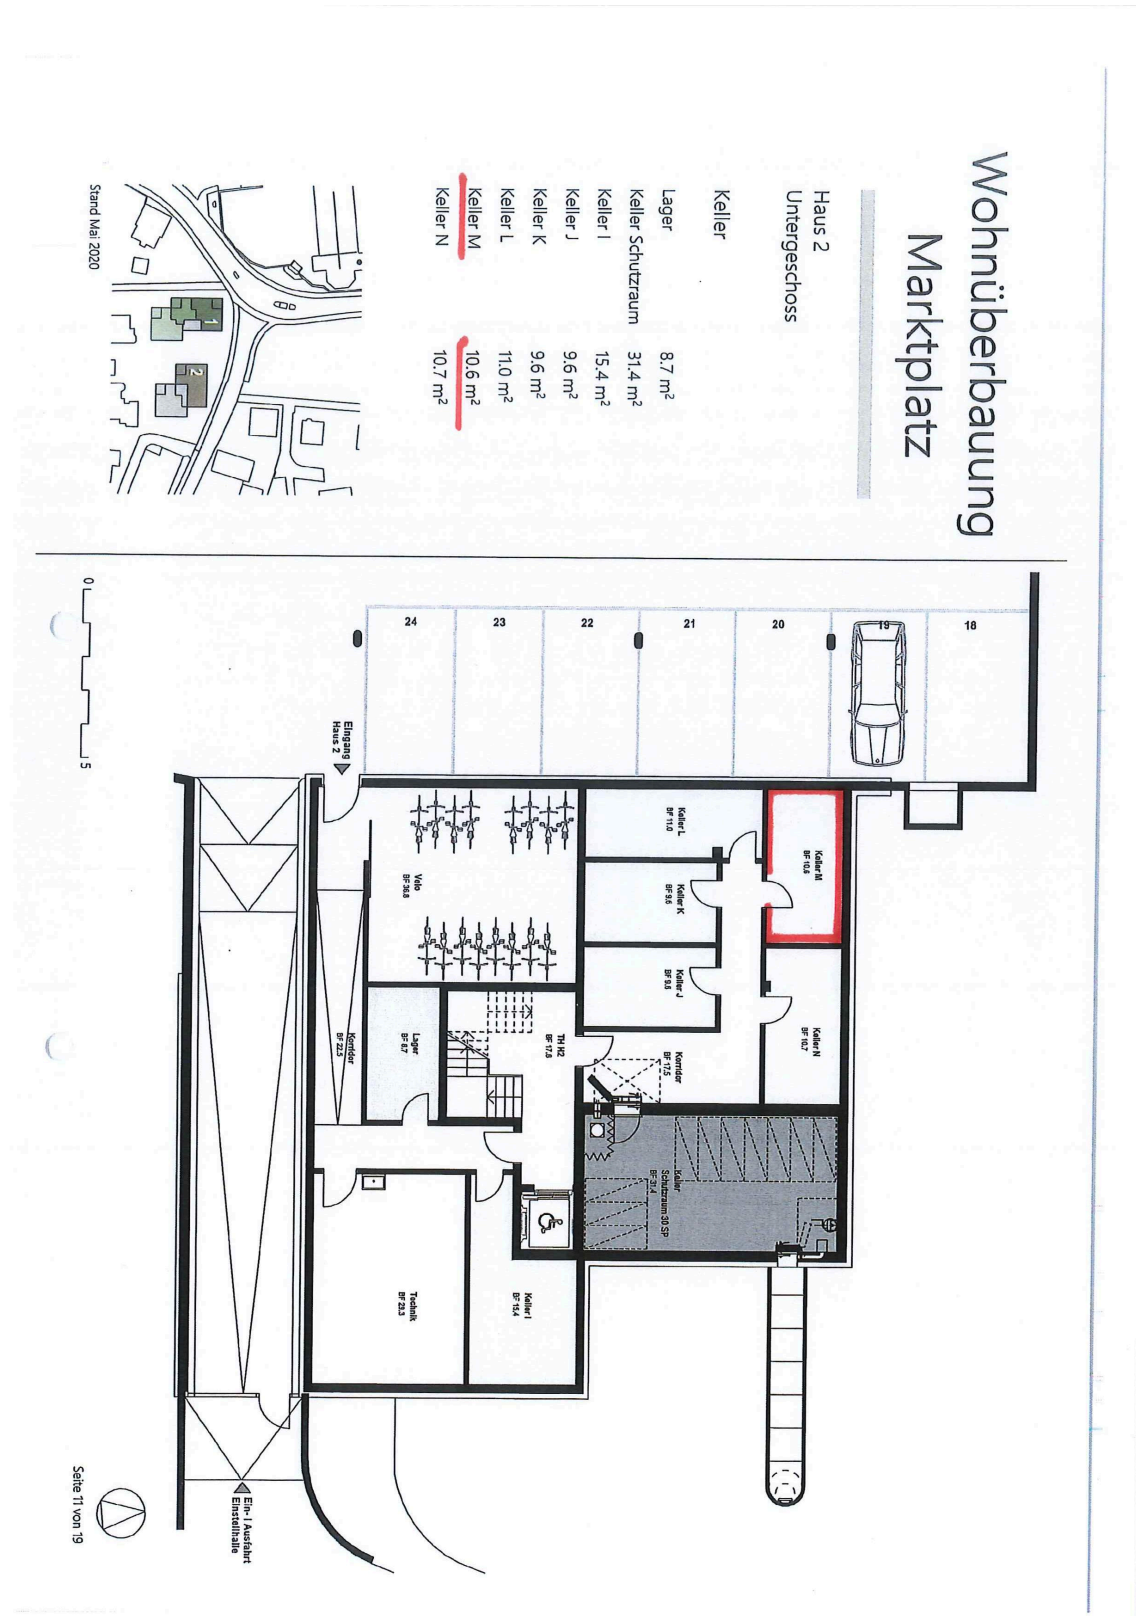 Wohnüberbauung
Marktplatz
Haus 2
Untergeschoss
Keller
Lager 8.7 m²
Keller Schutzraum 31.4 m²
Keller I 15.4 m²
Keller J 9.6 m²
Keller K 9.6 m²
Keller L 11.0 m²
Keller M 10.6 m²
Keller N 10.7 m²
1
2
Stand Mai 2020
18
19
20
21
22
23
24
Eingang
Haus 2
Keller M
BF 10.6
Keller N
BF 10.7
Keller L
BF 11.0
Keller K
BF 9.6
Keller J
BF 9.6
Korridor
BF 17.5
Keller
Schutzraum 30 SP
BF 31.4
Velo
BF 36.8
TH H2
BF 17.8
Lager
BF 8.7
Korridor
BF 22.5
Keller I
BF 15.4
Technik
BF 29.3
0
5
Ein- / Ausfahrt
Einstellhalle
Seite 11 von 19